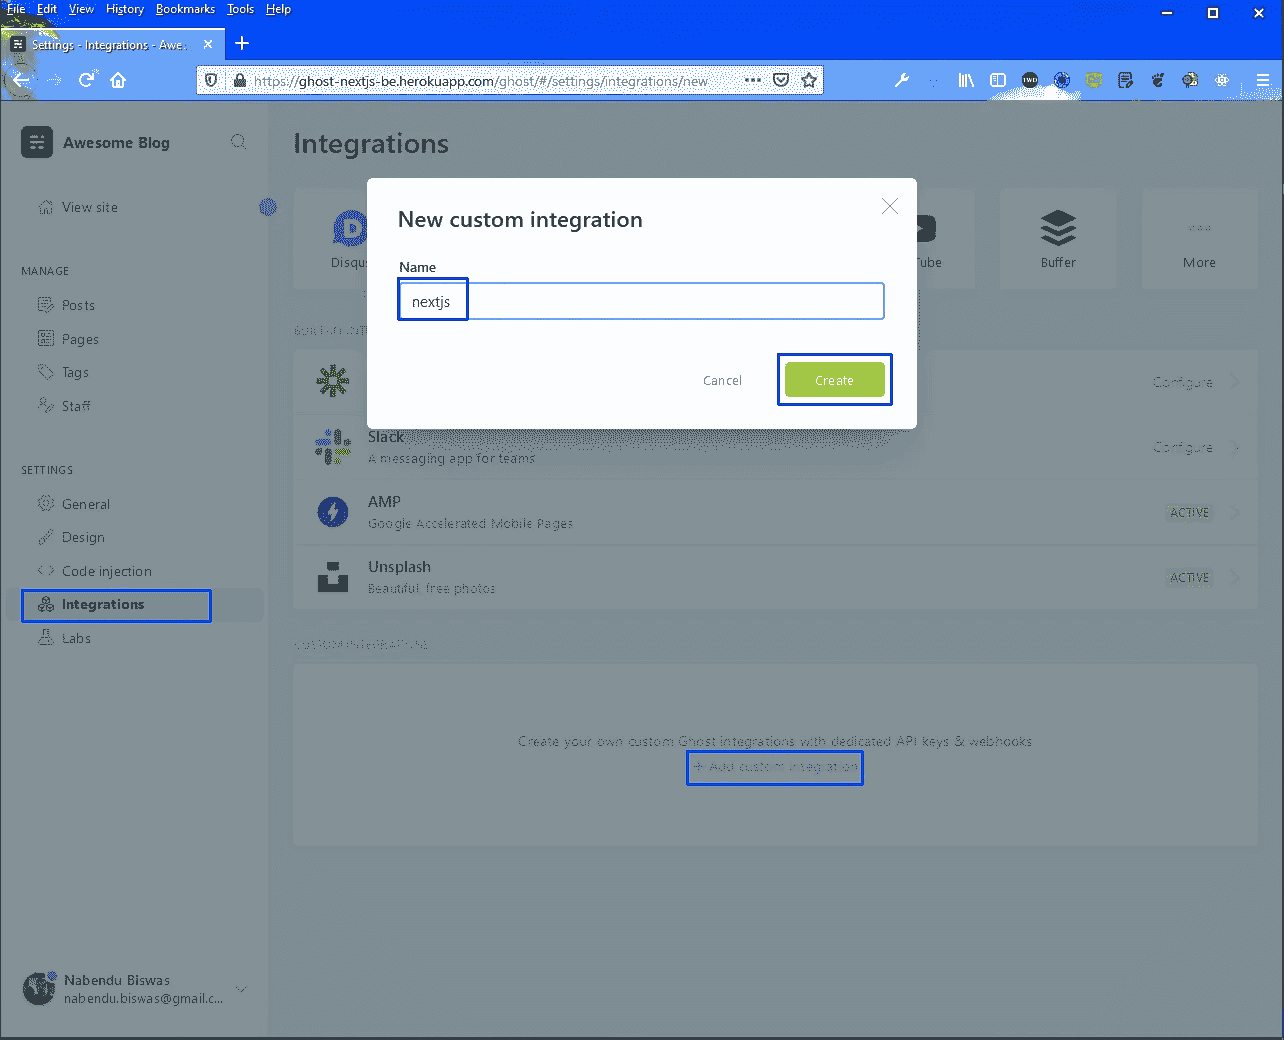 File Edit View History Bookmarks Tools Help
Settings - Integrations - Awe
https://ghost-nextjs-be.herokuapp.com/ghost/#/settings/integrations/new
Awesome Blog
Integrations
View site
MANAGE
Posts
Pages
Tags
Staff
SETTINGS
General
Design
Code injection
Integrations
Labs
Nabendu Biswas
nabendu.biswas@gmail.c...
Disqu
Tube
Buffer
More
New custom integration
Name
nextjs
Cancel
Create
Configure
Slack
A messaging app for teams
Configure
AMP
Google Accelerated Mobile Pages
ACTIVE
Unsplash
Beautiful, free photos
ACTIVE
Create your own custom Ghost integrations with dedicated API keys & webhooks
+ Add custom integration